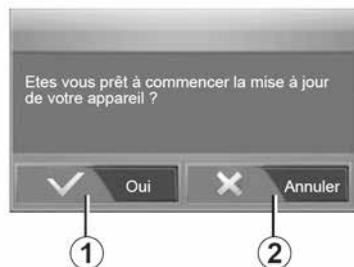 Etes vous prêt à commencer la mise à jour
de votre appareil ?
Oui
Annuler
1
2